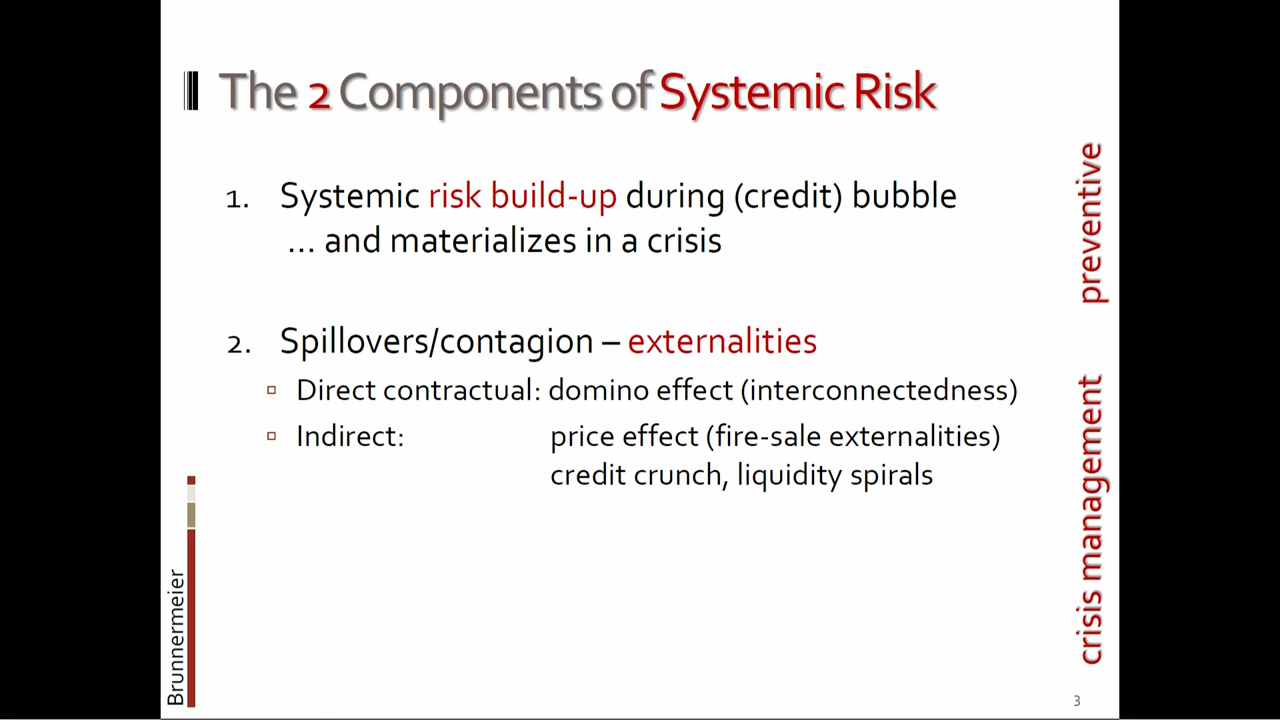 The 2 Components of Systemic Risk
1. Systemic risk build-up during (credit) bubble
... and materializes in a crisis
2. Spillovers/contagion – externalities
Direct contractual: domino effect (interconnectedness)
Indirect: price effect (fire-sale externalities)
credit crunch, liquidity spirals
preventive
crisis management
Brunnermeier
3